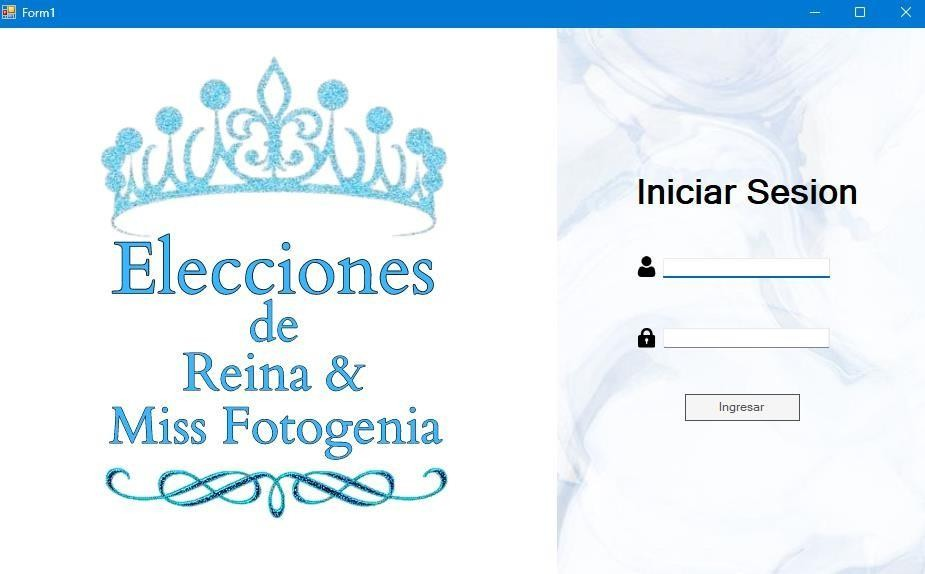 Form1
Elecciones
de
Reina &
Miss Fotogenia
Iniciar Sesion
Ingresar